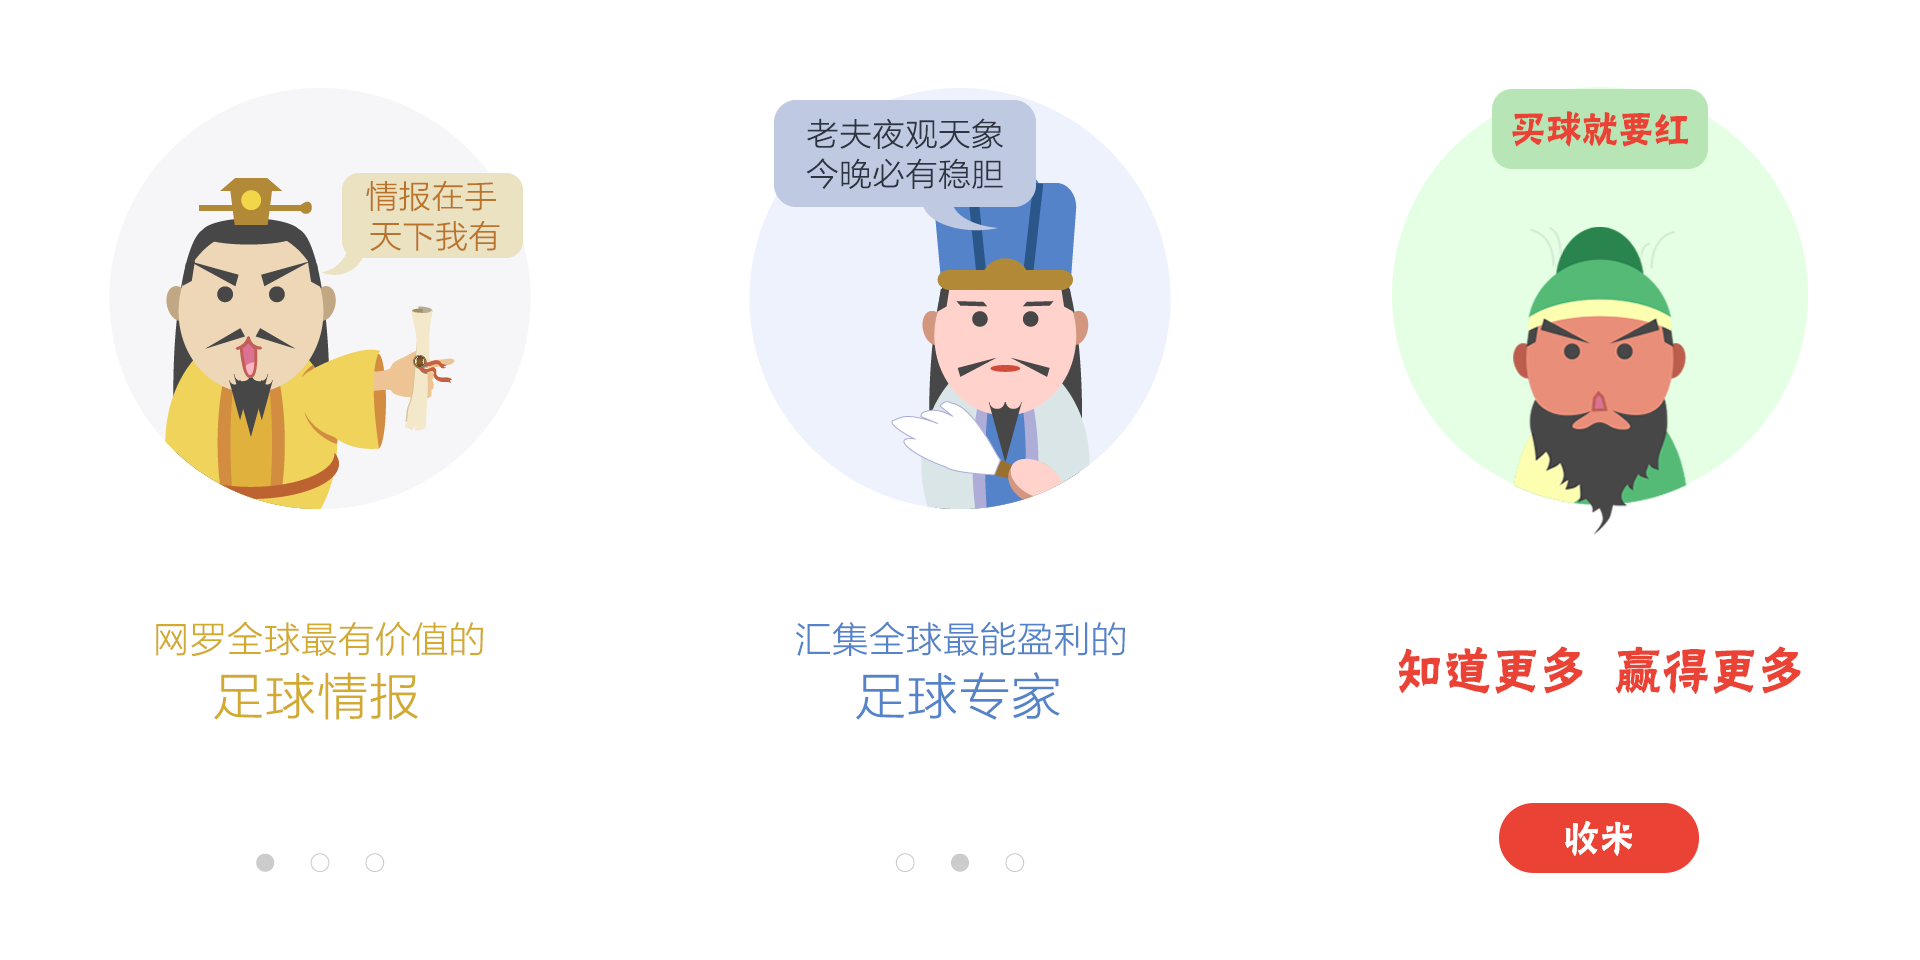 情报在手
天下我有
网罗全球最有价值的
足球情报
老夫夜观天象
今晚必有稳胆
汇集全球最能盈利的
足球专家
买球就要红
知道更多 赢得更多
收米